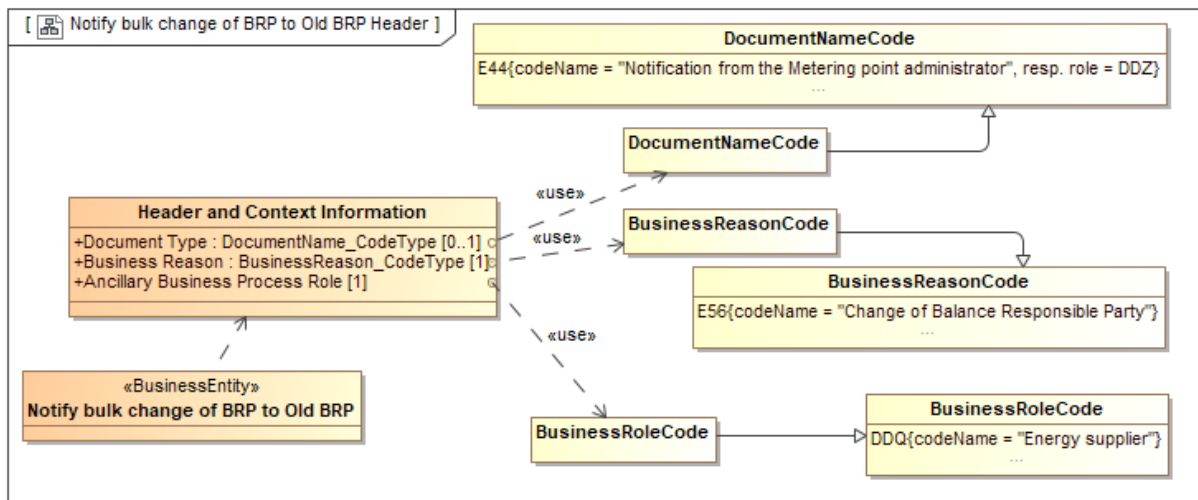 [ Notify bulk change of BRP to Old BRP Header ]
DocumentNameCode
E44{codeName = "Notification from the Metering point administrator", resp. role = DDZ}
...
DocumentNameCode
«use»
Header and Context Information
+Document Type : DocumentName_CodeType [0..1]
+Business Reason : BusinessReason_CodeType [1]
+Ancillary Business Process Role [1]
«use»
BusinessReasonCode
BusinessReasonCode
E56{codeName = "Change of Balance Responsible Party"}
...
«use»
«BusinessEntity»
Notify bulk change of BRP to Old BRP
BusinessRoleCode
BusinessRoleCode
DDQ{codeName = "Energy supplier"}
...